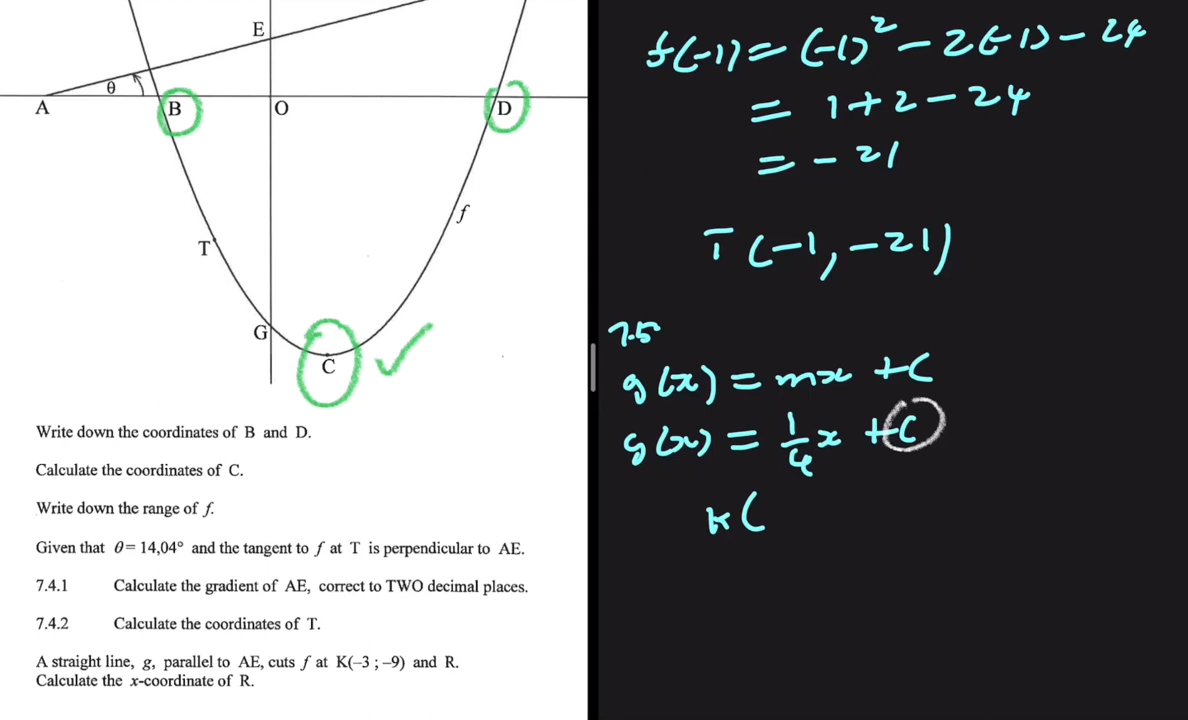 E
θ
A B O D
f
T
G
C
Write down the coordinates of B and D.
Calculate the coordinates of C.
Write down the range of f.
Given that θ = 14,04° and the tangent to f at T is perpendicular to AE.
7.4.1 Calculate the gradient of AE, correct to TWO decimal places.
7.4.2 Calculate the coordinates of T.
A straight line, g, parallel to AE, cuts f at K(–3 ; –9) and R.
Calculate the x-coordinate of R.
f(-1) = (-1)² - 2(-1) - 24
= 1 + 2 - 24
= - 21
T (-1, -21)
7.5
g(x) = mx + C
g(x) = 1/4 x + C
K (